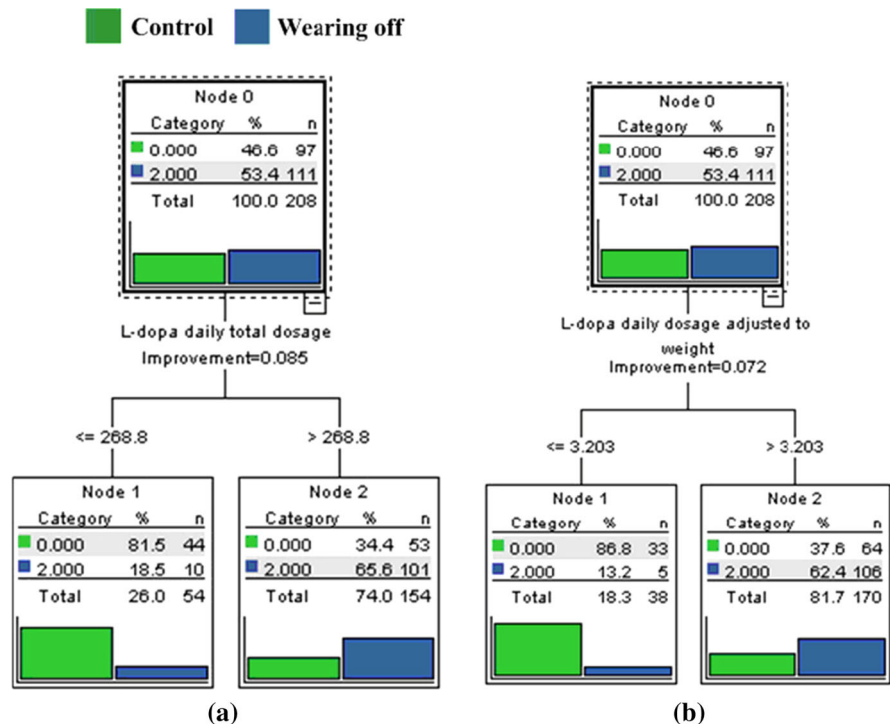 Control Wearing off
Node 0
Category % n
0.000 46.6 97
2.000 53.4 111
Total 100.0 208
L-dopa daily total dosage
Improvement=0.085
<= 268.8 > 268.8
Node 1
Category % n
0.000 81.5 44
2.000 18.5 10
Total 26.0 54
Node 2
Category % n
0.000 34.4 53
2.000 65.6 101
Total 74.0 154
(a)
Node 0
Category % n
0.000 46.6 97
2.000 53.4 111
Total 100.0 208
L-dopa daily dosage adjusted to
weight
Improvement=0.072
<= 3.203 > 3.203
Node 1
Category % n
0.000 86.8 33
2.000 13.2 5
Total 18.3 38
Node 2
Category % n
0.000 37.6 64
2.000 62.4 106
Total 81.7 170
(b)